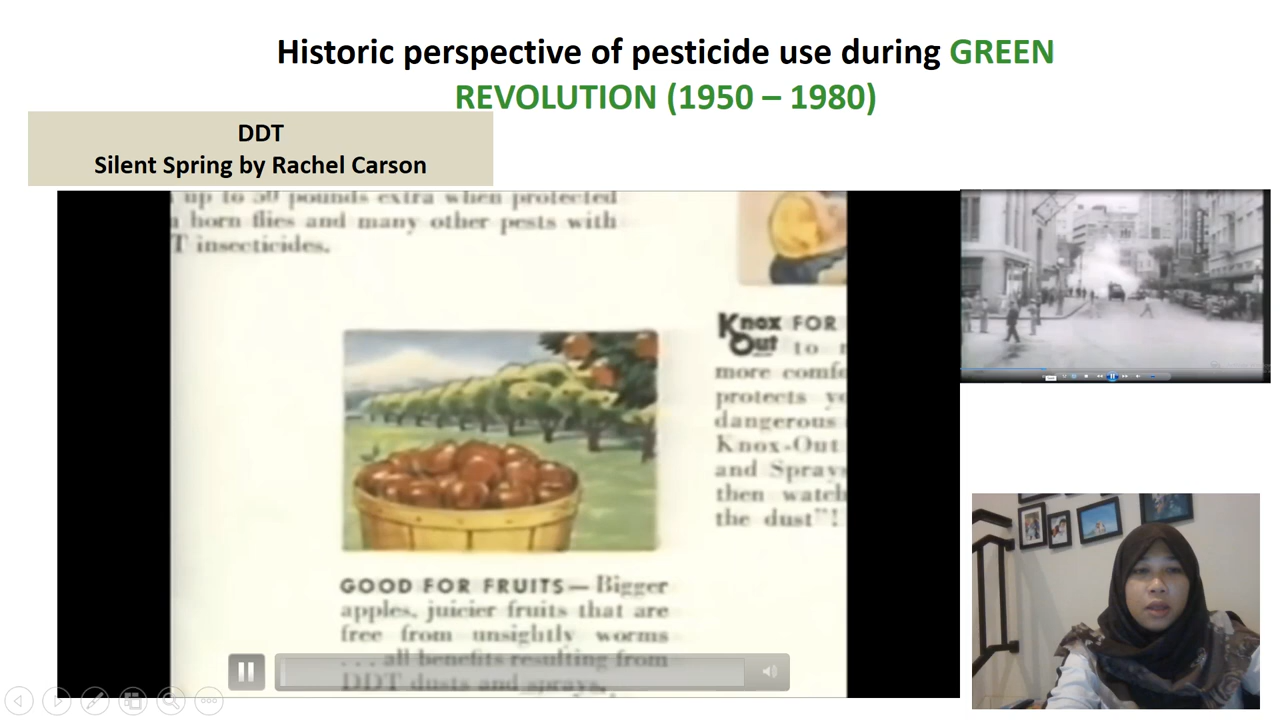 Historic perspective of pesticide use during GREEN
REVOLUTION (1950 – 1980)
DDT
Silent Spring by Rachel Carson
up to 50 pounds extra when protected
horn flies and many other pests with
T insecticides.
GOOD FOR FRUITS— Bigger
apples, juicier fruits that are
free from unsightly worms
. . . all benefits resulting from
DDT dusts and sprays.
Knox Out FOR
to
more comf
protects y
dangerous
Knox-Out
and Sprays
then watch
the dust"!